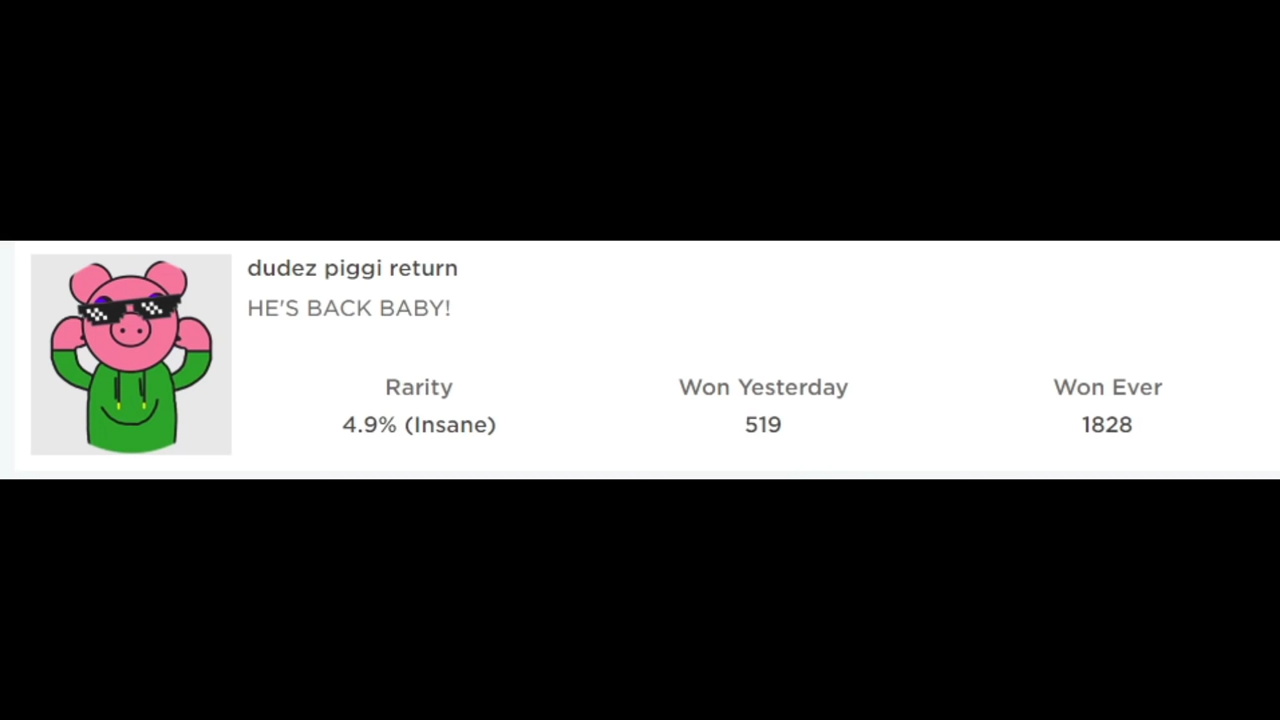 dudez piggi return
HE'S BACK BABY!
Rarity Won Yesterday Won Ever
4.9% (Insane) 519 1828